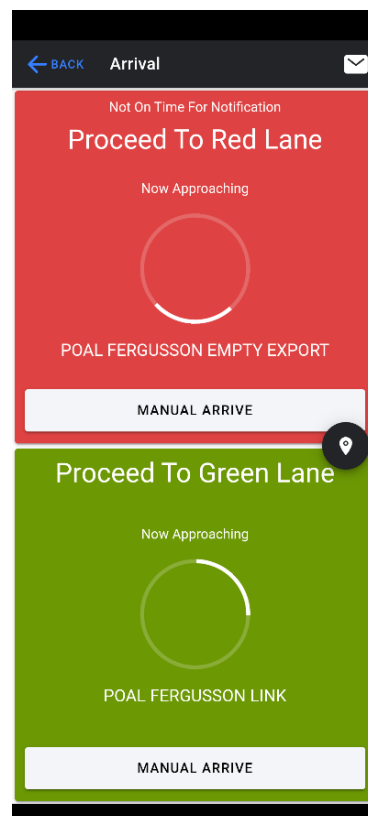 BACK Arrival
Not On Time For Notification
Proceed To Red Lane
Now Approaching
POAL FERGUSSON EMPTY EXPORT
MANUAL ARRIVE
Proceed To Green Lane
Now Approaching
POAL FERGUSSON LINK
MANUAL ARRIVE